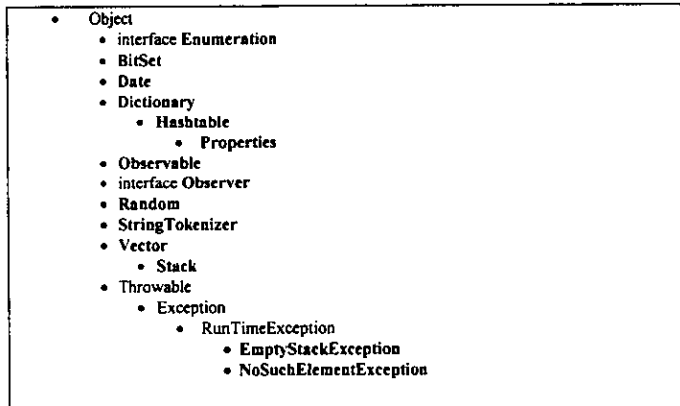 • Object
• interface Enumeration
• BitSet
• Date
• Dictionary
• Hashtable
• Properties
• Observable
• interface Observer
• Random
• StringTokenizer
• Vector
• Stack
• Throwable
• Exception
• RunTimeException
• EmptyStackException
• NoSuchElementException